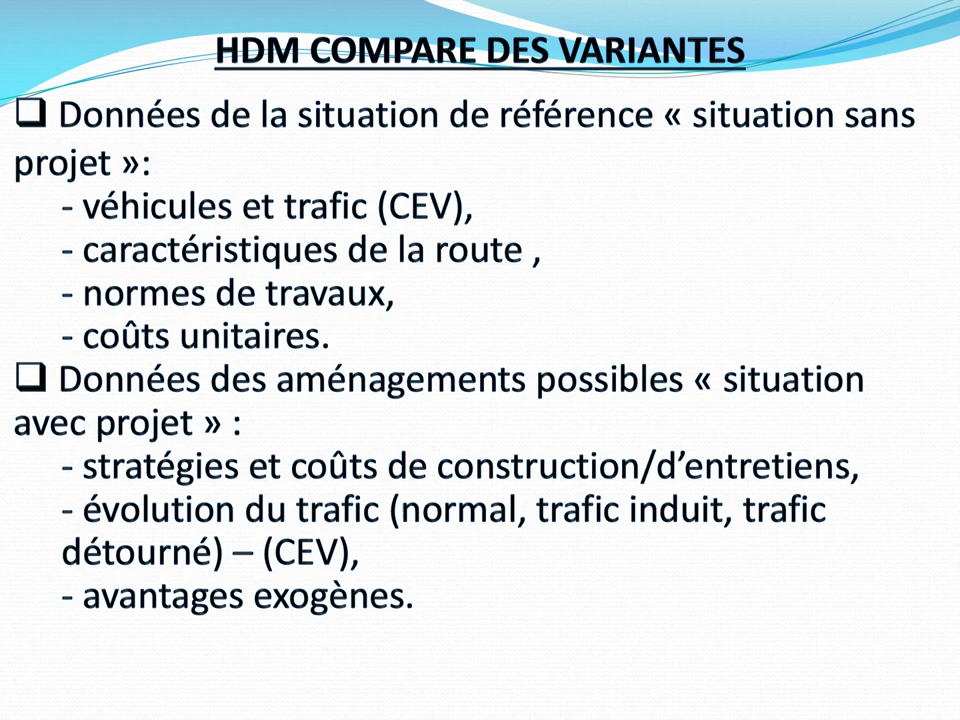 HDM COMPARE DES VARIANTES
❑ Données de la situation de référence « situation sans
projet »:
- véhicules et trafic (CEV),
- caractéristiques de la route ,
- normes de travaux,
- coûts unitaires.
❑ Données des aménagements possibles « situation
avec projet » :
- stratégies et coûts de construction/d’entretiens,
- évolution du trafic (normal, trafic induit, trafic
détourné) – (CEV),
- avantages exogènes.